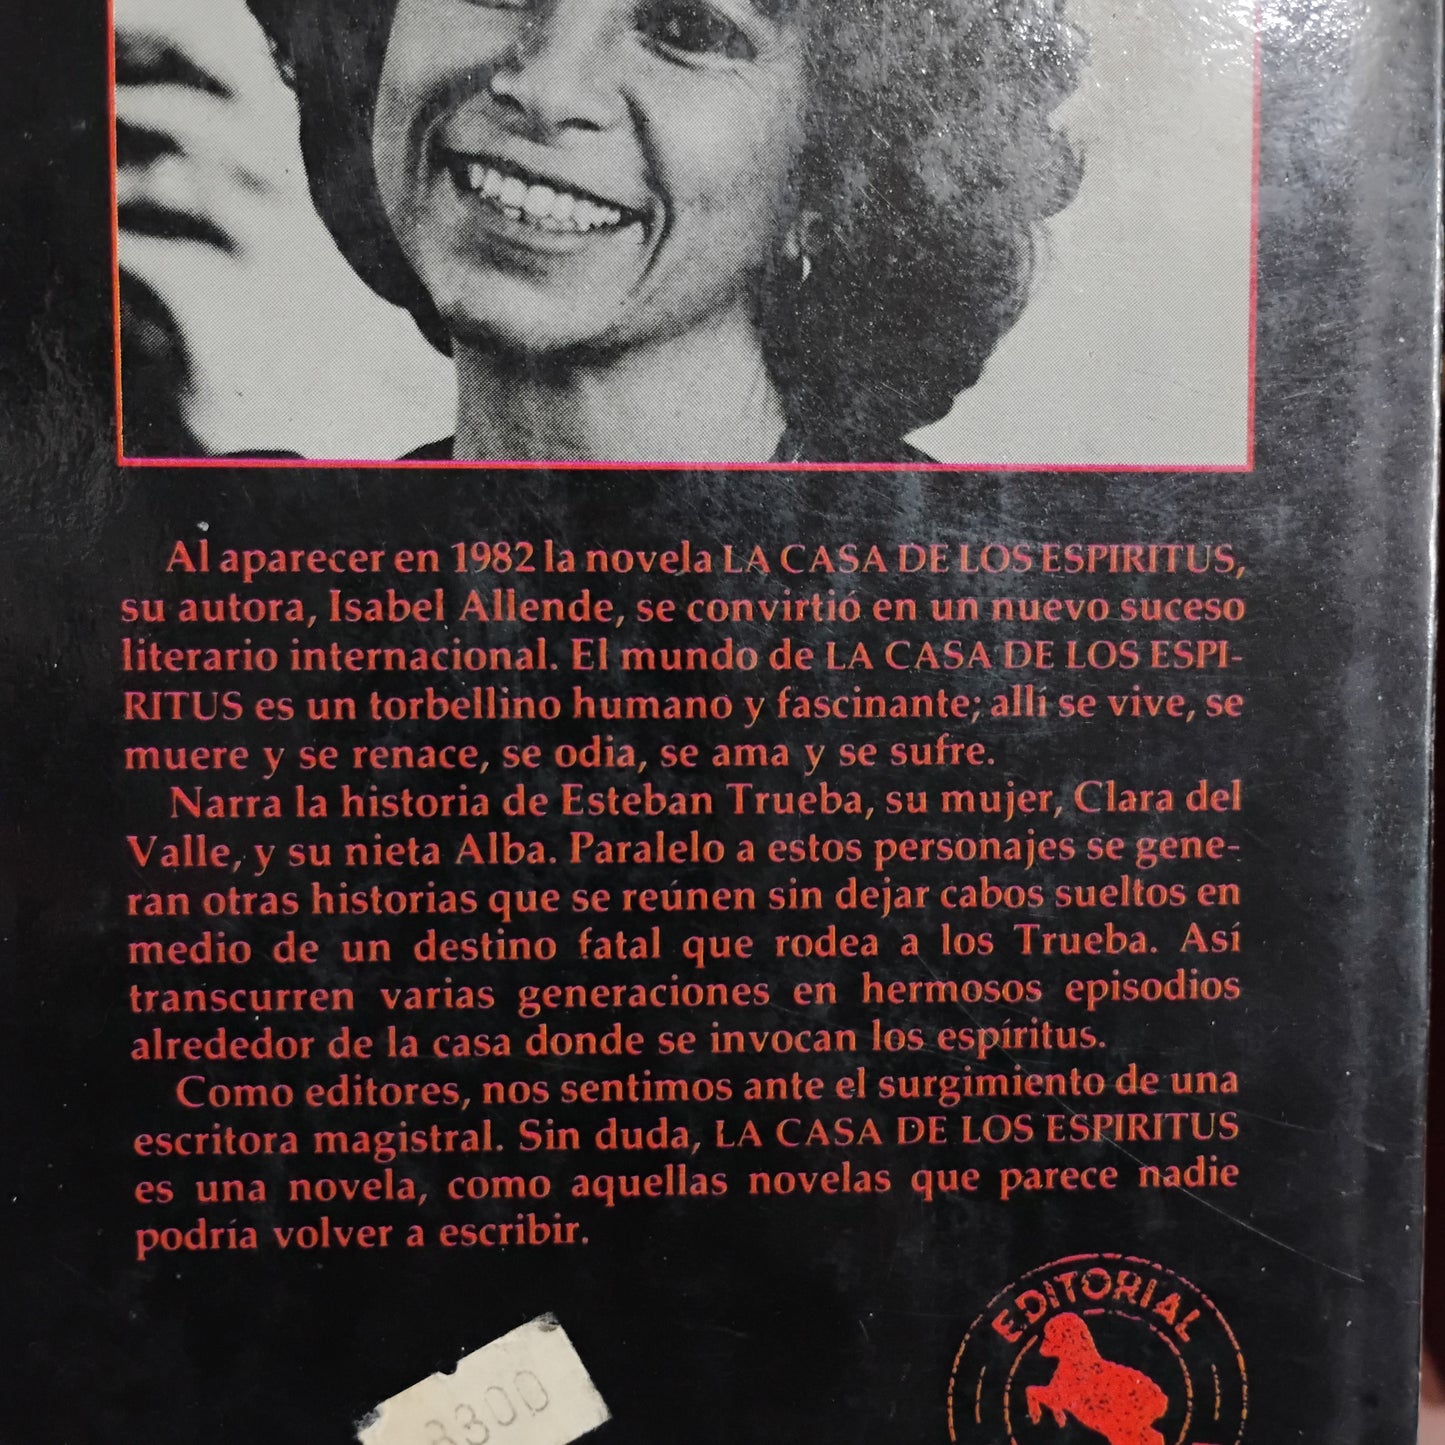 Al aparecer en 1982 la novela LA CASA DE LOS ESPIRITUS,
su autora, Isabel Allende, se convirtió en un nuevo suceso
literario internacional. El mundo de LA CASA DE LOS ESPI-
RITUS es un torbellino humano y fascinante; allí se vive, se
muere y se renace, se odia, se ama y se sufre.
Narra la historia de Esteban Trueba, su mujer, Clara del
Valle, y su nieta Alba. Paralelo a estos personajes se gene-
ran otras historias que se reúnen sin dejar cabos sueltos en
medio de un destino fatal que rodea a los Trueba. Así
transcurren varias generaciones en hermosos episodios
alrededor de la casa donde se invocan los espíritus.
Como editores, nos sentimos ante el surgimiento de una
escritora magistral. Sin duda, LA CASA DE LOS ESPIRITUS
es una novela, como aquellas novelas que parece nadie
podría volver a escribir.
EDITORIAL